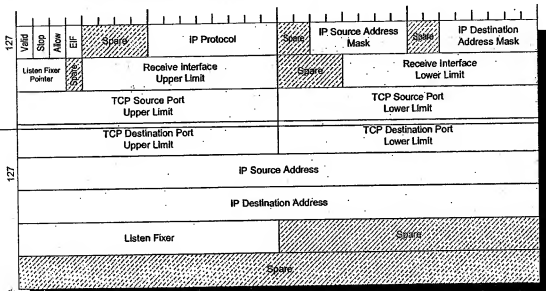 127
Valid
Stop
Allow
EIF
Spare
IP Protocol
Spare
IP Source Address
Mask
Spare
IP Destination
Address Mask
Listen Fixer
Pointer
Spare
Receive Interface
Upper Limit
Spare
Receive Interface
Lower Limit
TCP Source Port
Upper Limit
TCP Source Port
Lower Limit
TCP Destination Port
Upper Limit
TCP Destination Port
Lower Limit
127
IP Source Address
IP Destination Address
Listen Fixer
Spare
Spare